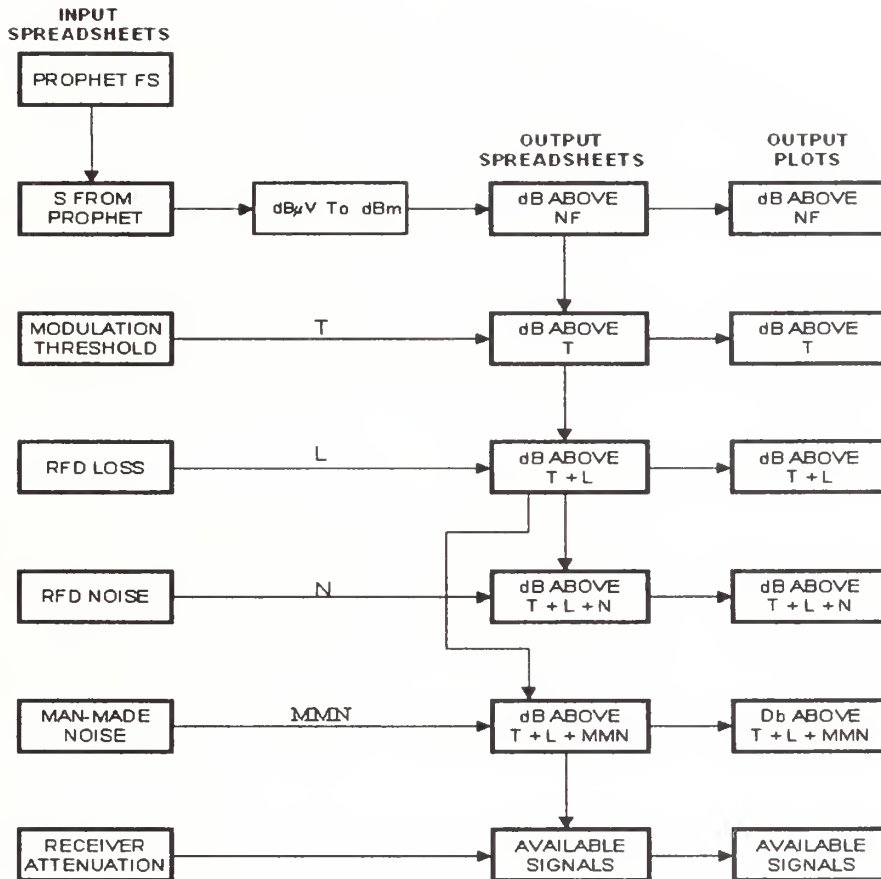 INPUT
SPREADSHEETS
PROPHET FS
OUTPUT
SPREADSHEETS
OUTPUT
PLOTS
S FROM
PROPHET
dBµV To dBm
dB ABOVE
NF
dB ABOVE
NF
MODULATION
THRESHOLD
T
dB ABOVE
T
dB ABOVE
T
RFD LOSS
L
dB ABOVE
T + L
dB ABOVE
T + L
RFD NOISE
N
dB ABOVE
T + L + N
dB ABOVE
T + L + N
MAN-MADE
NOISE
MMN
dB ABOVE
T + L + MMN
Db ABOVE
T + L + MMN
RECEIVER
ATTENUATION
AVAILABLE
SIGNALS
AVAILABLE
SIGNALS